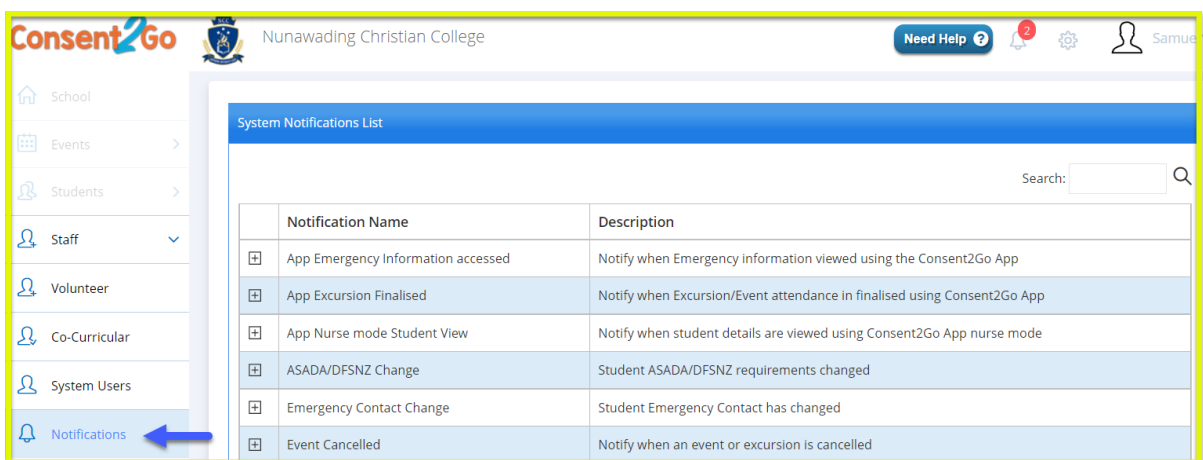 Consent2Go
SCC
Nunawading Christian College
Need Help ?
2
Samue
School
Events
Students
Staff
Volunteer
Co-Curricular
System Users
Notifications
System Notifications List
Search:
Notification Name Description
App Emergency Information accessed Notify when Emergency information viewed using the Consent2Go App
App Excursion Finalised Notify when Excursion/Event attendance in finalised using Consent2Go App
App Nurse mode Student View Notify when student details are viewed using Consent2Go App nurse mode
ASADA/DFSNZ Change Student ASADA/DFSNZ requirements changed
Emergency Contact Change Student Emergency Contact has changed
Event Cancelled Notify when an event or excursion is cancelled